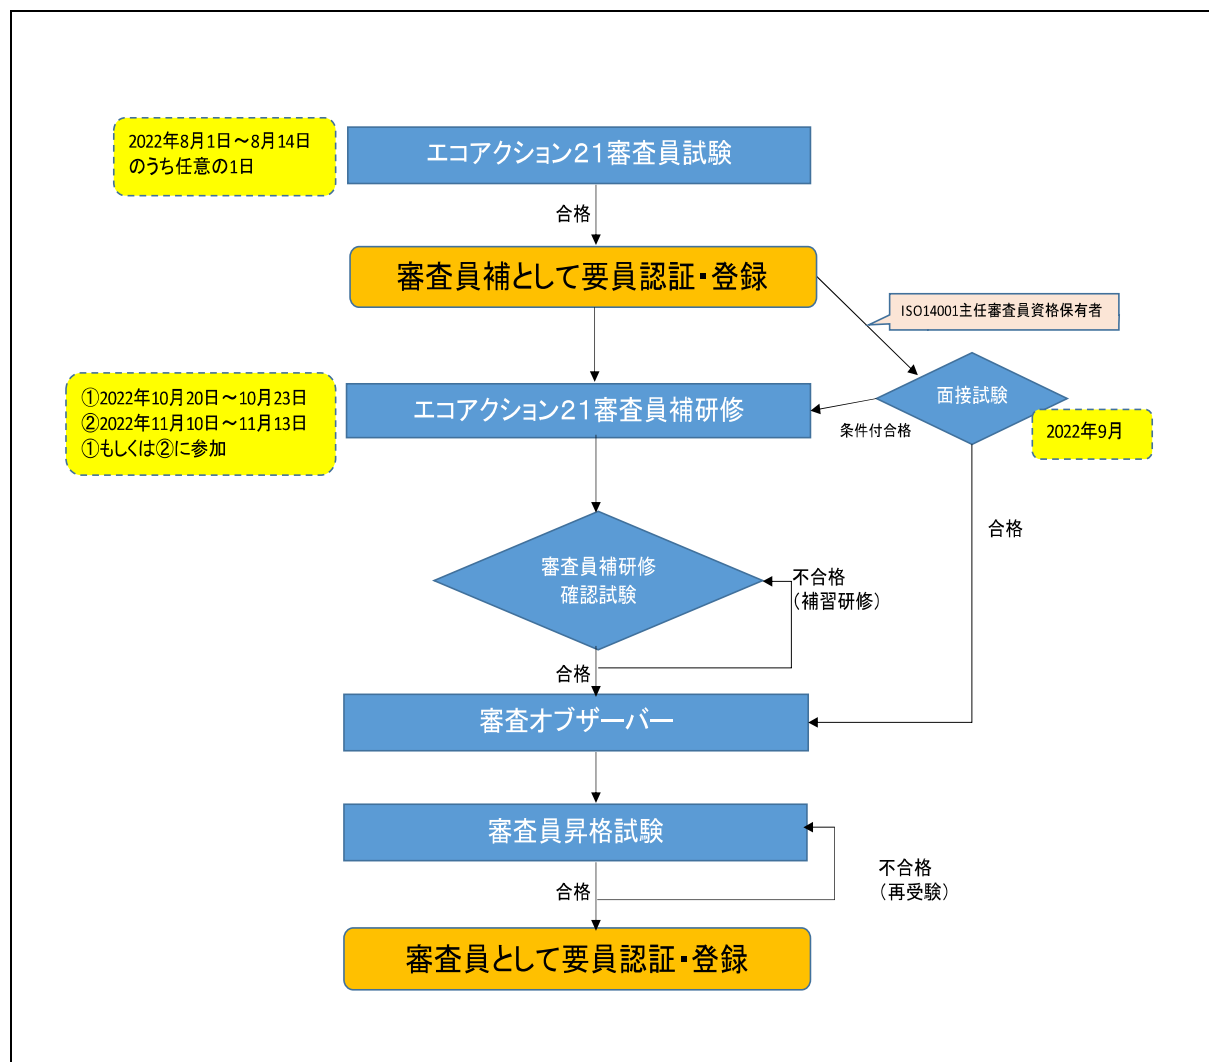 2022年8月1日～8月14日
のうち任意の1日
エコアクション２１審査員試験
合格
審査員補として要員認証・登録
ISO14001主任審査員資格保有者
①2022年10月20日～10月23日
②2022年11月10日～11月13日
①もしくは②に参加
エコアクション２１審査員補研修
面接試験
条件付合格
2022年9月
合格
審査員補研修
確認試験
不合格
（補習研修）
合格
審査オブザーバー
審査員昇格試験
不合格
（再受験）
合格
審査員として要員認証・登録